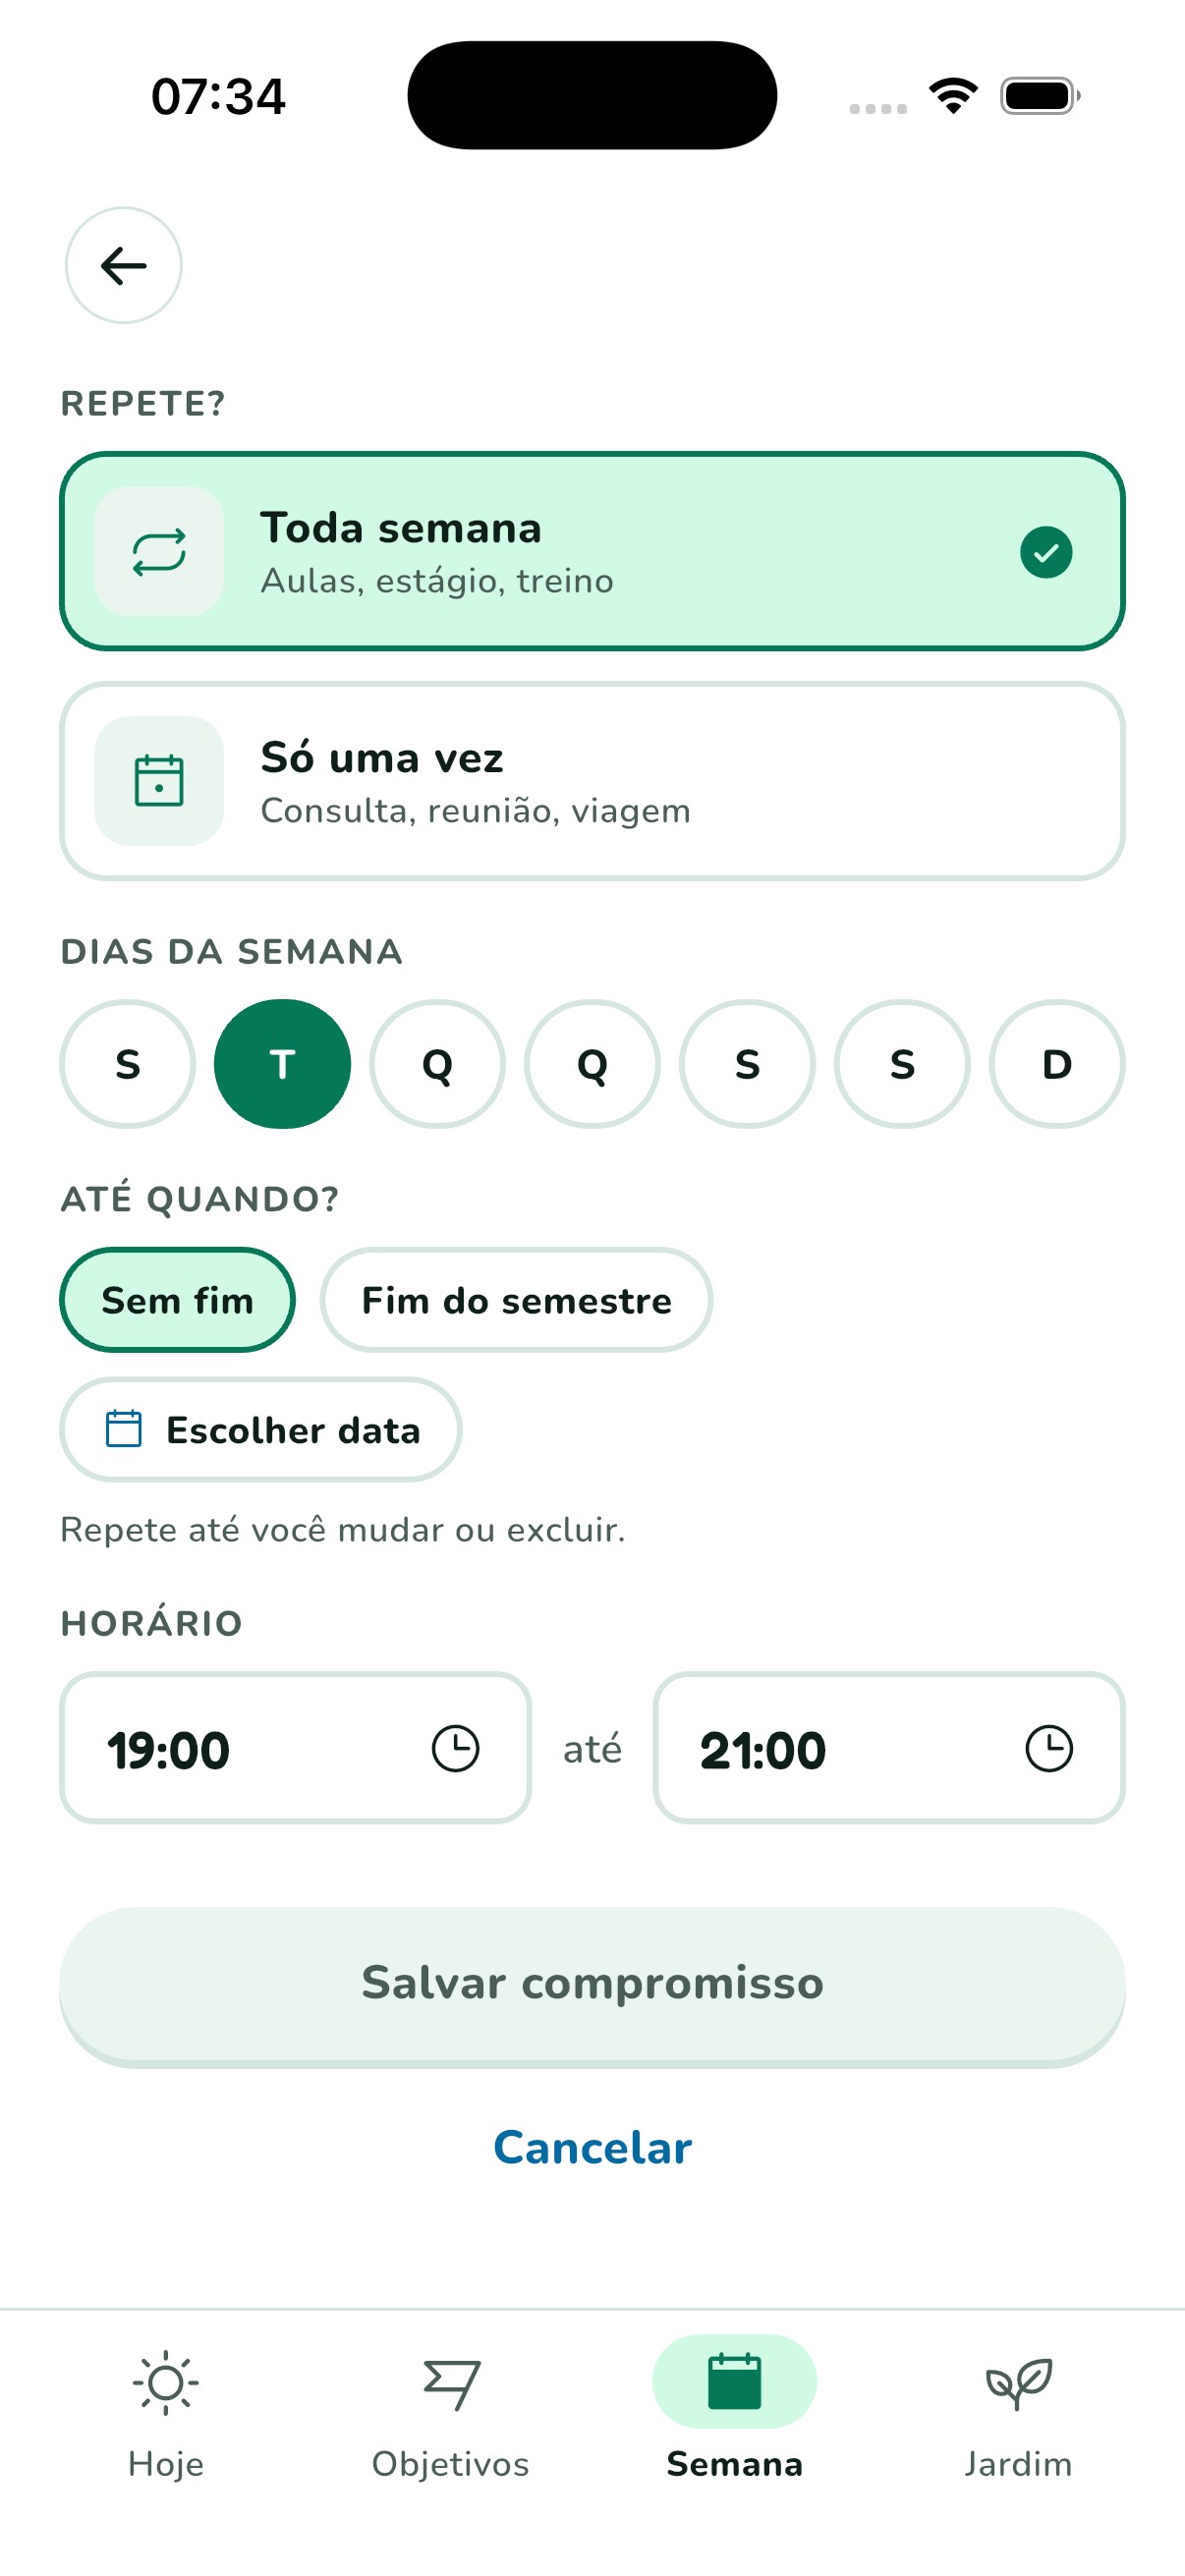 07:34
REPETE?
Toda semana
Aulas, estágio, treino
Só uma vez
Consulta, reunião, viagem
DIAS DA SEMANA
S T Q Q S S D
ATÉ QUANDO?
Sem fim Fim do semestre
Escolher data
Repete até você mudar ou excluir.
HORÁRIO
19:00 até 21:00
Salvar compromisso
Cancelar
Hoje Objetivos Semana Jardim